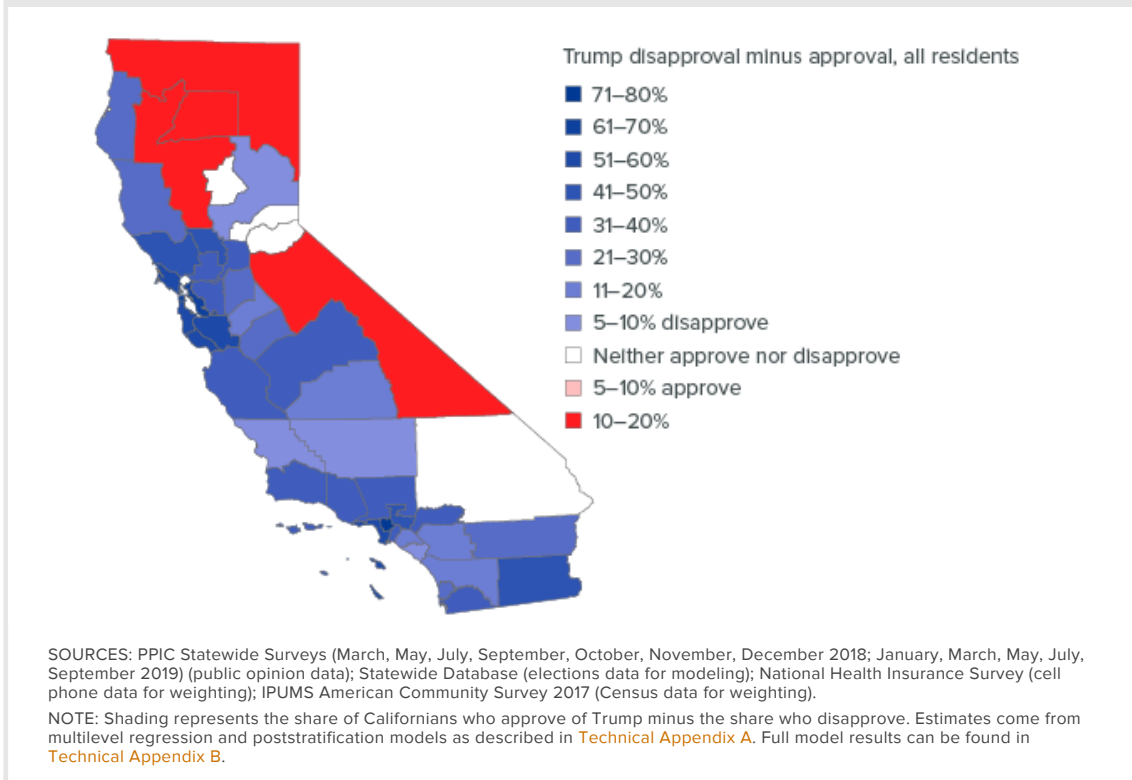 Trump disapproval minus approval, all residents
71–80%
61–70%
51–60%
41–50%
31–40%
21–30%
11–20%
5–10% disapprove
Neither approve nor disapprove
5–10% approve
10–20%
SOURCES: PPIC Statewide Surveys (March, May, July, September, October, November, December 2018; January, March, May, July,
September 2019) (public opinion data); Statewide Database (elections data for modeling); National Health Insurance Survey (cell
phone data for weighting); IPUMS American Community Survey 2017 (Census data for weighting).
NOTE: Shading represents the share of Californians who approve of Trump minus the share who disapprove. Estimates come from
multilevel regression and poststratification models as described in Technical Appendix A. Full model results can be found in
Technical Appendix B.